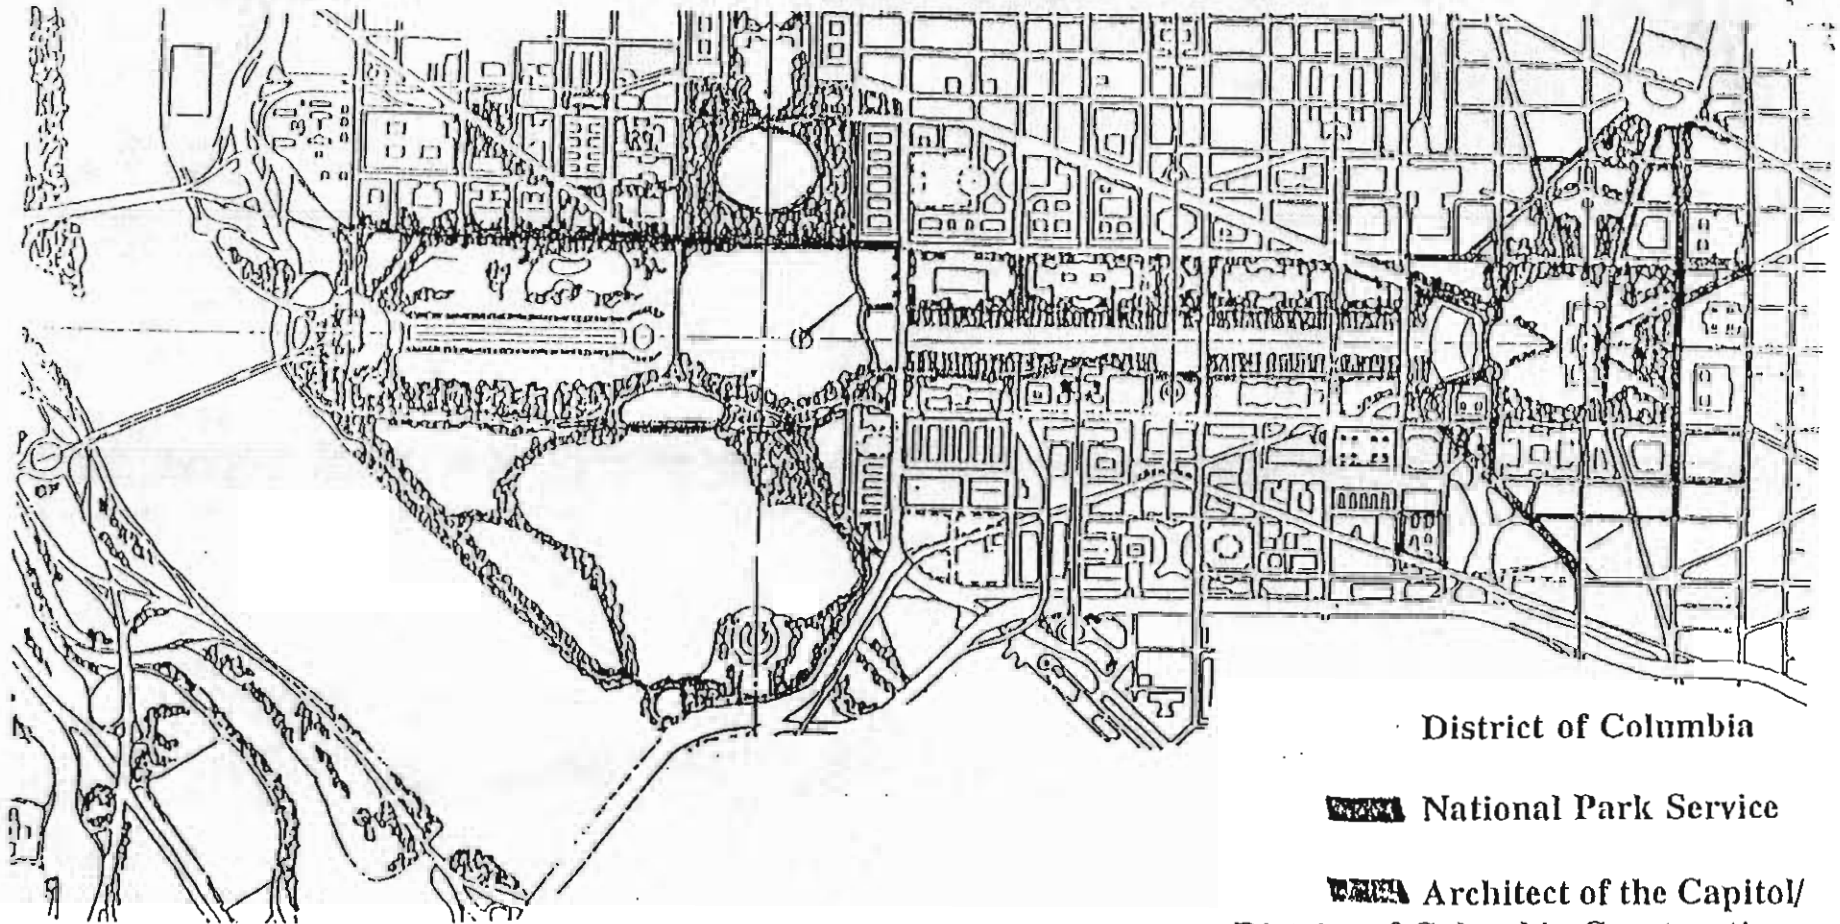 District of Columbia
National Park Service
Architect of the Capitol/